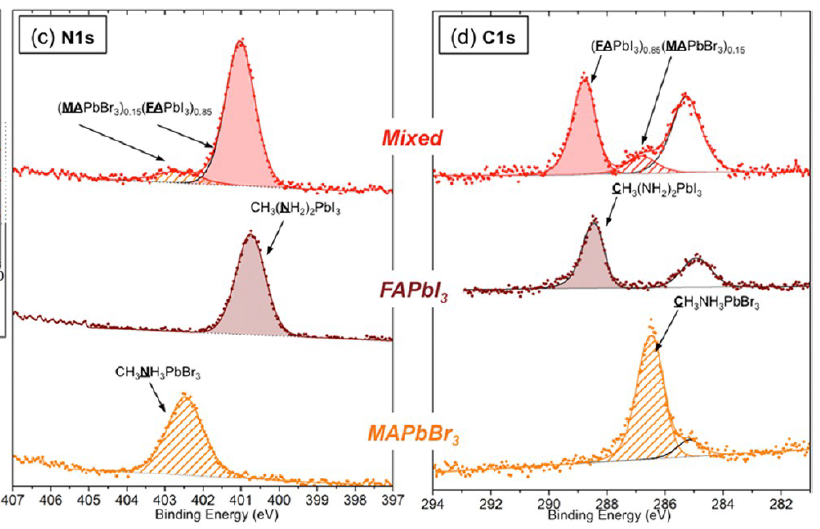 (c) N1s
(MAPbBr₃)₀.₁₅(FAPbI₃)₀.₈₅
CH₃(NH₂)₂PbI₃
CH₃NH₃PbBr₃
407 406 405 404 403 402 401 400 399 398 397
Binding Energy (eV)
Mixed
FAPbI₃
MAPbBr₃
(d) C1s
(FAPbI₃)₀.₈₅(MAPbBr₃)₀.₁₅
CH₃(NH₂)₂PbI₃
CH₃NH₃PbBr₃
294 292 290 288 286 284 282
Binding Energy (eV)